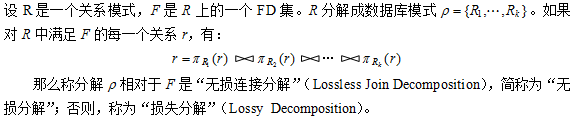 设 R 是一个关系模式，F 是 R 上的一个 FD 集。R 分解成数据库模式 ρ = {R₁,⋯,Rₖ}。如果
对 R 中满足 F 的每一个关系 r，有：
r = π_{R₁}(r) ⋈ π_{R₂}(r) ⋈ ⋯ ⋈ π_{Rₖ}(r)
那么称分解 ρ 相对于 F 是“无损连接分解”（Lossless Join Decomposition），简称为“无
损分解”；否则，称为“损失分解”（Lossy Decomposition）。